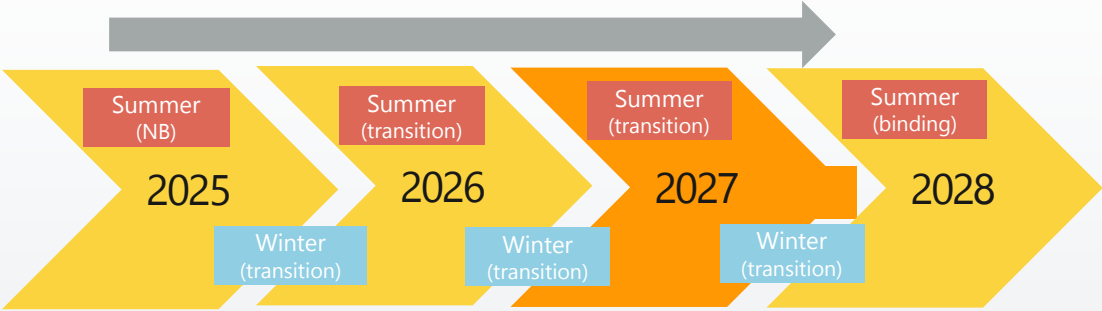 Summer
(NB)
2025
Winter
(transition)
Summer
(transition)
2026
Winter
(transition)
Summer
(transition)
2027
Winter
(transition)
Summer
(binding)
2028